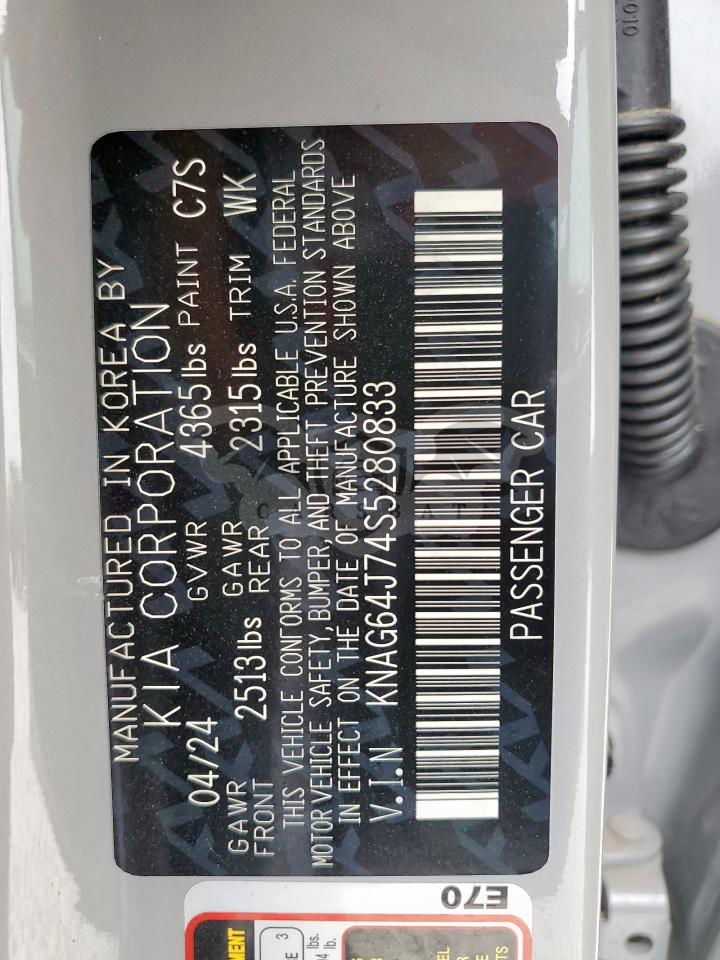 MANUFACTURED IN KOREA BY
KIA CORPORATION
04/24 GVWR 4365lbs PAINT C7S
GAWR FRONT 2513lbs GAWR REAR 2315lbs TRIM WK
THIS VEHICLE CONFORMS TO ALL APPLICABLE U.S.A. FEDERAL
MOTOR VEHICLE SAFETY, BUMPER, AND THEFT PREVENTION STANDARDS
IN EFFECT ON THE DATE OF MANUFACTURE SHOWN ABOVE
V.I.N KNAG64J74S5280833
PASSENGER CAR
E70